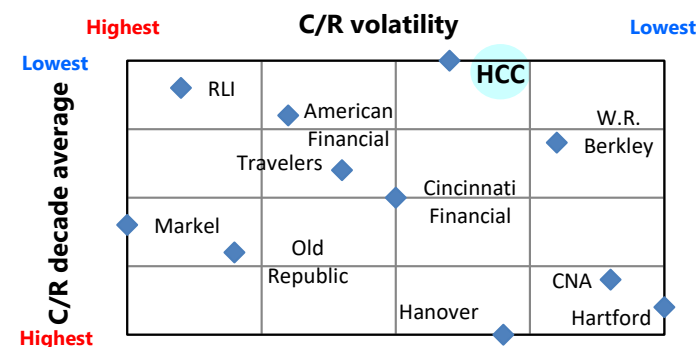 C/R volatility
Highest
Lowest
Lowest
C/R decade average
Highest
HCC
RLI
American
Financial
W.R.
Berkley
Travelers
Cincinnati
Financial
Markel
Old
Republic
CNA
Hanover
Hartford